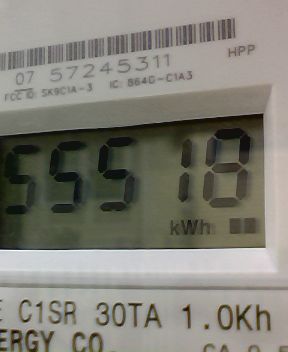 HPP
07 57245311
FCC ID: SK9C1A-3 IC: 864G-C1A3
55518
kWh
C1SR 30TA 1.0Kh
ERGY CO.